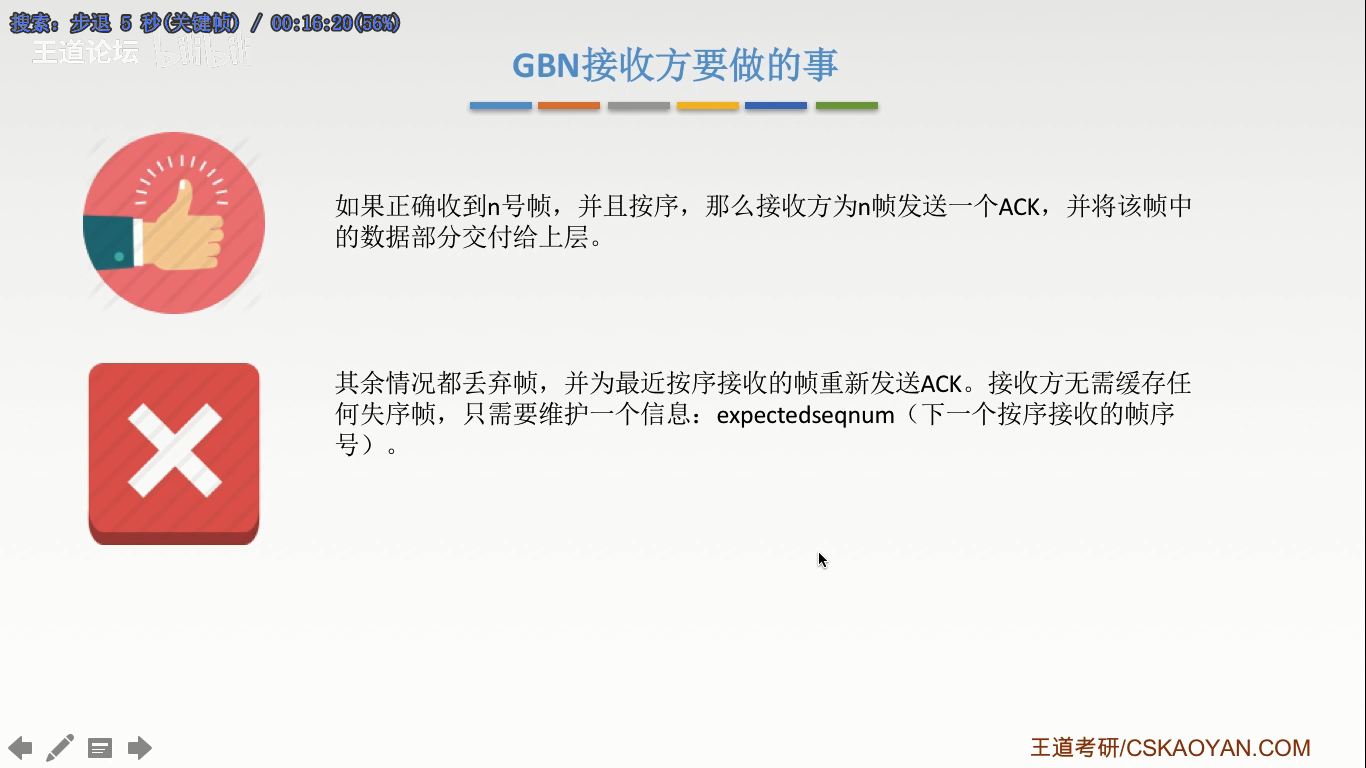 搜索: 步退 5 秒(关键帧) / 00:16:20(56%)
王道论坛 bilibili
GBN接收方要做的事
如果正确收到n号帧，并且按序，那么接收方为n帧发送一个ACK，并将该帧中
的数据部分交付给上层。
其余情况都丢弃帧，并为最近按序接收的帧重新发送ACK。接收方无需缓存任
何失序帧，只需要维护一个信息：expectedseqnum（下一个按序接收的帧序
号）。
王道考研/CSKAOYAN.COM